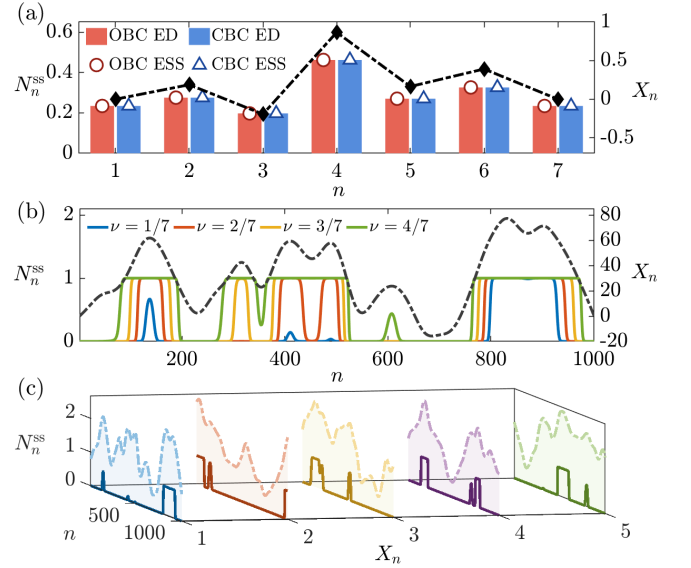 (a)
0.6
0.4
0.2
0
OBC ED
CBC ED
OBC ESS
CBC ESS
1
0.5
0
-0.5
N_n^ss
X_n
1 2 3 4 5 6 7
n
(b)
2
1
0
ν = 1/7 ν = 2/7 ν = 3/7 ν = 4/7
80
60
40
20
0
-20
N_n^ss
X_n
200 400 600 800 1000
n
(c)
2
1
0
N_n^ss
500
1000
n
1 2 3 4 5
X_n